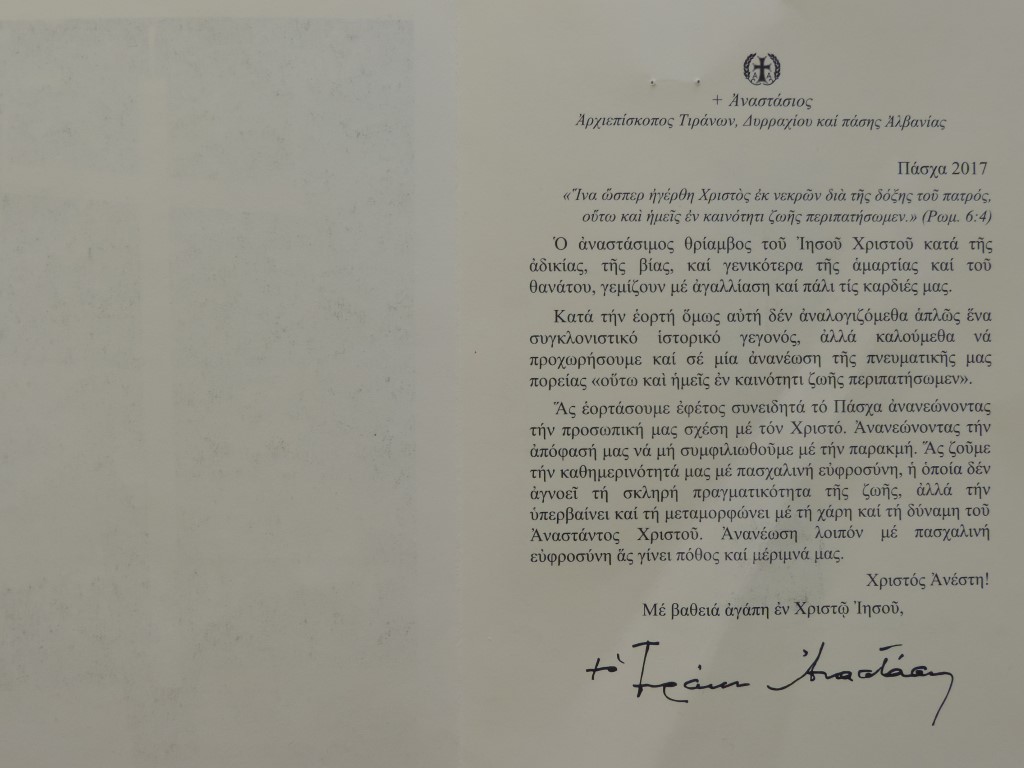 + Ἀναστάσιος
Ἀρχιεπίσκοπος Τιράνων, Δυρραχίου καί πάσης Ἀλβανίας
Πάσχα 2017
«Ἵνα ὥσπερ ἠγέρθη Χριστὸς ἐκ νεκρῶν διὰ τῆς δόξης τοῦ πατρός,
οὕτω καὶ ἡμεῖς ἐν καινότητι ζωῆς περιπατήσωμεν.» (Ρωμ. 6:4)
Ὁ ἀναστάσιμος θρίαμβος τοῦ Ἰησοῦ Χριστοῦ κατά τῆς
ἀδικίας, τῆς βίας, καί γενικότερα τῆς ἁμαρτίας καί τοῦ
θανάτου, γεμίζουν μέ ἀγαλλίαση καί πάλι τίς καρδιές μας.
Κατά τήν ἑορτή ὅμως αὐτή δέν ἀναλογιζόμεθα ἁπλῶς ἕνα
συγκλονιστικό ἱστορικό γεγονός, ἀλλά καλούμεθα νά
προχωρήσουμε καί σέ μία ἀνανέωση τῆς πνευματικῆς μας
πορείας «οὕτω καὶ ἡμεῖς ἐν καινότητι ζωῆς περιπατήσωμεν».
Ἄς ἑορτάσουμε ἐφέτος συνειδητά τό Πάσχα ἀνανεώνοντας
τήν προσωπική μας σχέση μέ τόν Χριστό. Ἀνανεώνοντας τήν
ἀπόφασή μας νά μή συμφιλιωθοῦμε μέ τήν παρακμή. Ἄς ζοῦμε
τήν καθημερινότητά μας μέ πασχαλινή εὐφροσύνη, ἡ ὁποία δέν
ἀγνοεῖ τή σκληρή πραγματικότητα τῆς ζωῆς, ἀλλά τήν
ὑπερβαίνει καί τή μεταμορφώνει μέ τή χάρη καί τή δύναμη τοῦ
Ἀναστάντος Χριστοῦ. Ἀνανέωση λοιπόν μέ πασχαλινή
εὐφροσύνη ἄς γίνει πόθος καί μέριμνά μας.
Χριστός Ἀνέστη!
Μέ βαθειά ἀγάπη ἐν Χριστῷ Ἰησοῦ,